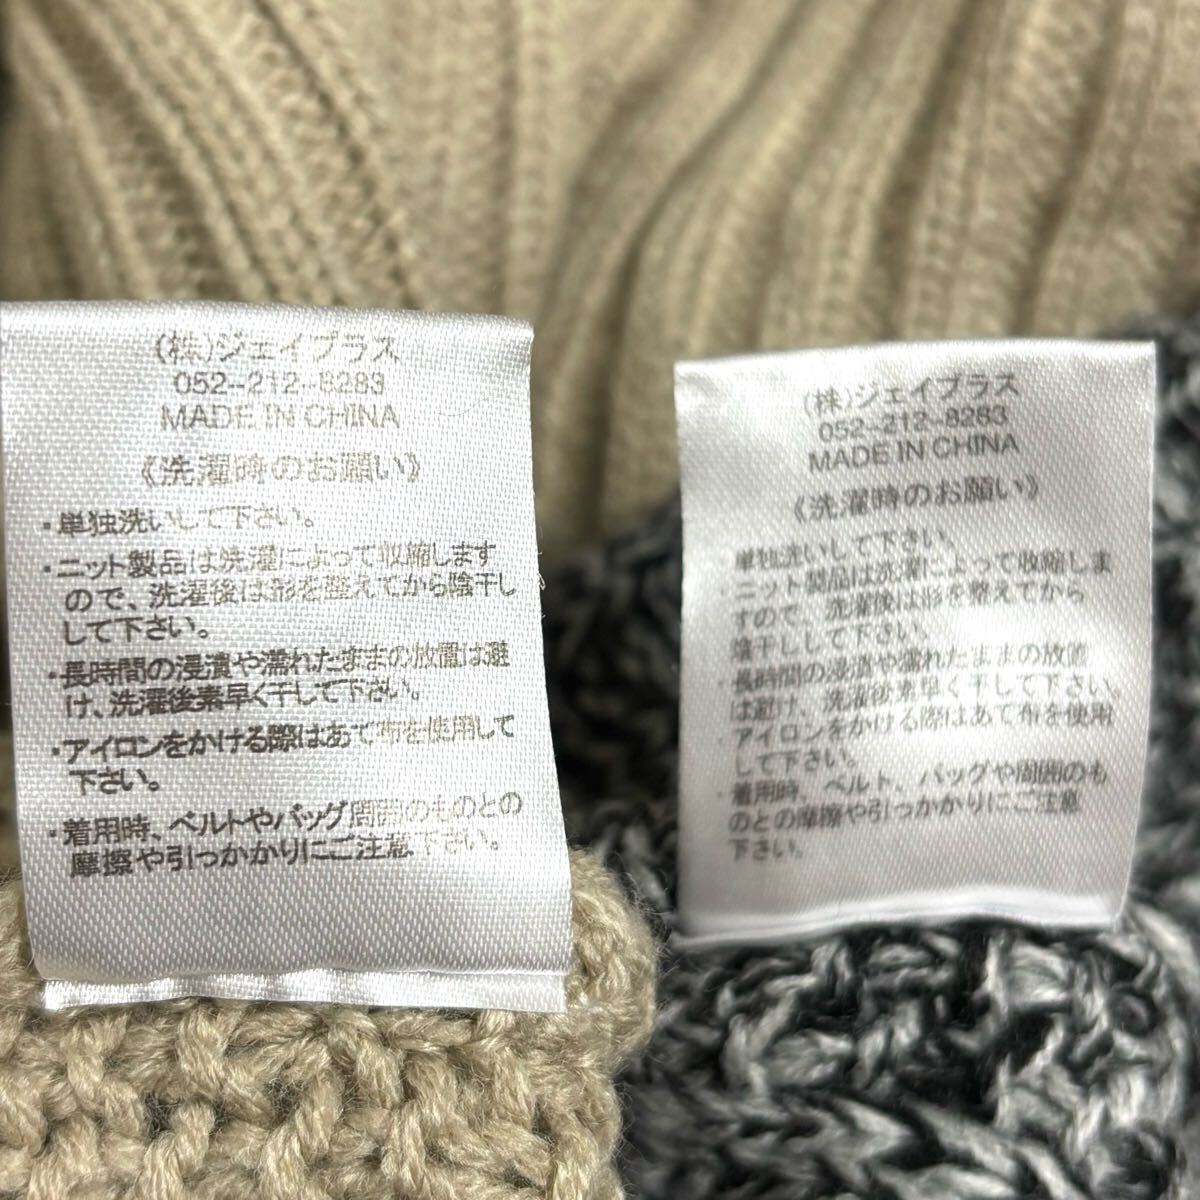 (株)ジェイプラス
052-212-8283
MADE IN CHINA
《洗濯時のお願い》
・単独洗いして下さい。
・ニット製品は洗濯によって収縮します
ので、洗濯後は形を整えてから陰干し
して下さい。
・長時間の浸漬や濡れたままの放置は避
け、洗濯後素早く干して下さい。
・アイロンをかける際はあて布を使用して
下さい。
・着用時、ベルトやバッグ周囲のものとの
摩擦や引っかかりにご注意下さい。
(株)ジェイプラス
052-212-8283
MADE IN CHINA
《洗濯時のお願い》
単独洗いして下さい。
ニット製品は洗濯によって収縮しま
すので、洗濯後は形を整えてから
陰干しして下さい。
・長時間の浸漬や濡れたままの放置
は避け、洗濯後素早く干して下さい。
・アイロンをかける際はあて布を使用
して下さい。
・着用時、ベルト、バッグや周囲のも
のとの摩擦や引っかかりにご注意
下さい。